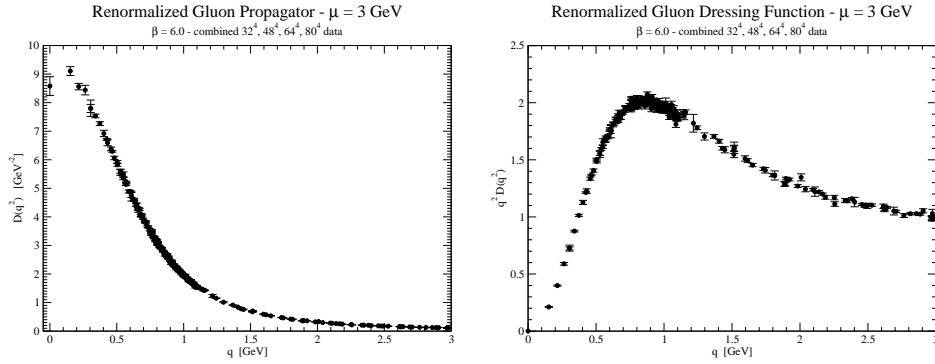 Renormalized Gluon Propagator - μ = 3 GeV
β = 6.0 - combined 32⁴, 48⁴, 64⁴, 80⁴ data
10
9
8
7
6
5
4
3
2
1
0
D(q²) [GeV⁻²]
0 0.5 1 1.5 2 2.5 3
q [GeV]
Renormalized Gluon Dressing Function - μ = 3 GeV
β = 6.0 - combined 32⁴, 48⁴, 64⁴, 80⁴ data
2.5
2
1.5
1
0.5
0
q² D(q²)
0 0.5 1 1.5 2 2.5 3
q [GeV]